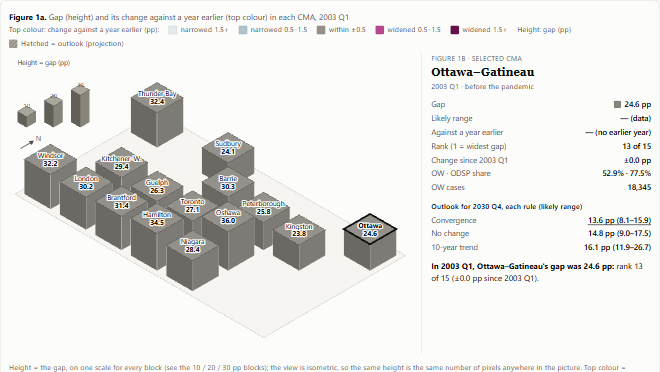 Figure 1a. Gap (height) and its change against a year earlier (top colour) in each CMA, 2003 Q1
Top colour: change against a year earlier (pp): narrowed 1.5+ narrowed 0.5–1.5 within ±0.5 widened 0.5–1.5 widened 1.5+ Height: gap (pp)
Hatched = outlook (projection)
Height = gap (pp)
10
20
N
Thunder Bay
32.4
Sudbury
24.1
Windsor
32.2
Kitchener_W.
29.4
London
30.2
Guelph
26.3
Barrie
30.3
Brantford
31.4
Toronto
27.1
Peterborough
25.8
Hamilton
34.5
Oshawa
36.0
Kingston
23.8
Ottawa
24.6
Niagara
28.4
FIGURE 1B · SELECTED CMA
Ottawa–Gatineau
2003 Q1 · before the pandemic
Gap 24.6 pp
Likely range — (data)
Against a year earlier — (no earlier year)
Rank (1 = widest gap) 13 of 15
Change since 2003 Q1 ±0.0 pp
OW · ODSP share 52.9% · 77.5%
OW cases 18,345
Outlook for 2030 Q4, each rule (likely range)
Convergence 13.6 pp (8.1–15.9)
No change 14.8 pp (9.0–17.5)
10-year trend 16.1 pp (11.9–26.7)
In 2003 Q1, Ottawa–Gatineau's gap was 24.6 pp: rank 13
of 15 (±0.0 pp since 2003 Q1).
Height = the gap, on one scale for every block (see the 10 / 20 / 30 pp blocks); the view is isometric, so the same height is the same number of pixels anywhere in the picture. Top colour =